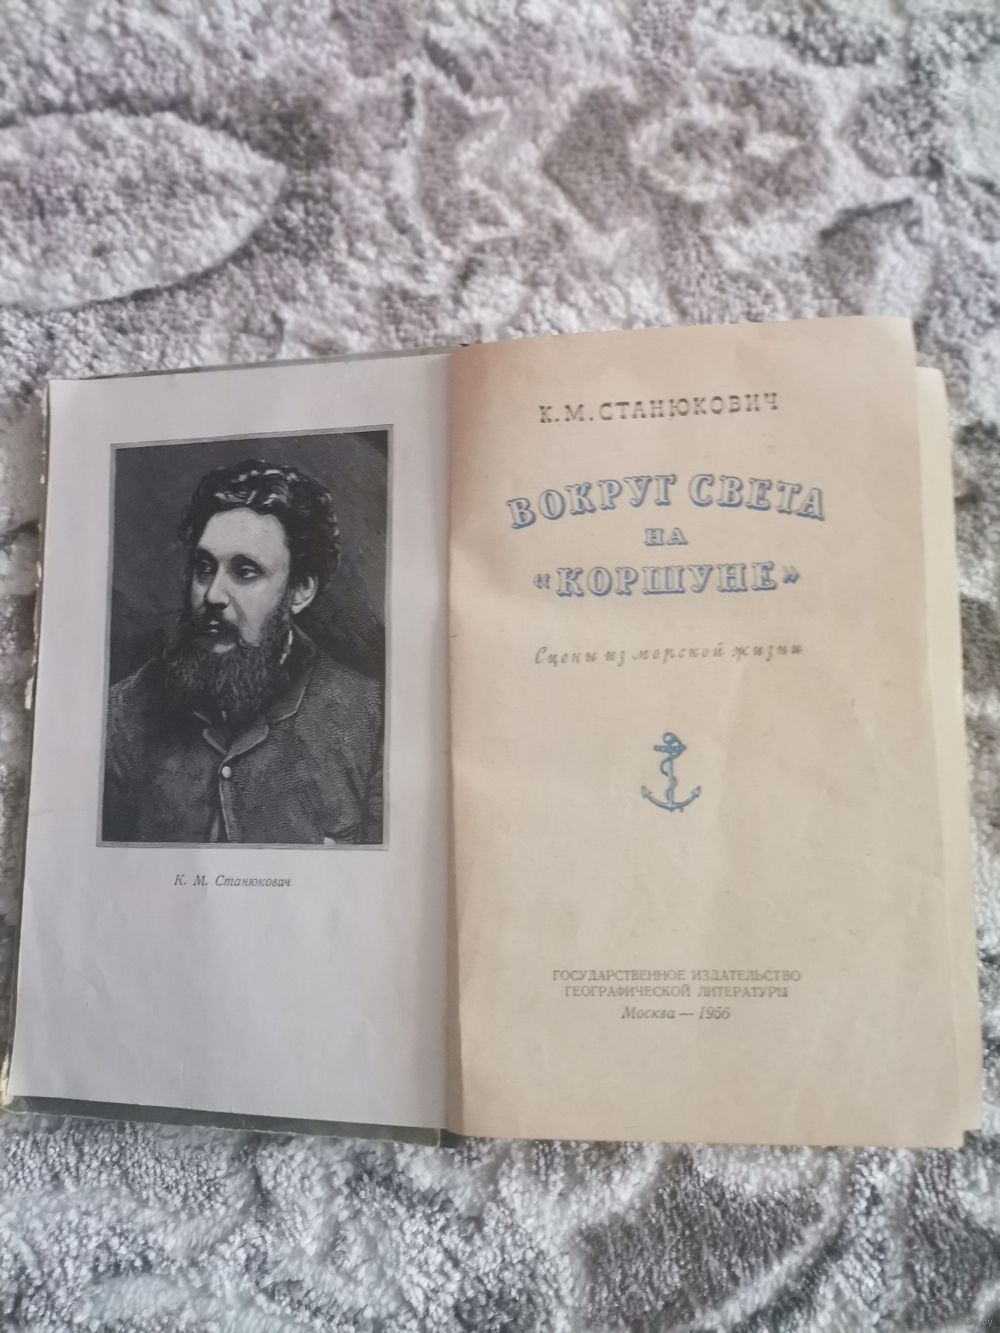 К. М. Станюкович
К. М. СТАНЮКОВИЧ
ВОКРУГ СВЕТА
НА
«КОРШУНЕ»
Сцены из морской жизни
ГОСУДАРСТВЕННОЕ ИЗДАТЕЛЬСТВО
ГЕОГРАФИЧЕСКОЙ ЛИТЕРАТУРЫ
Москва — 1956